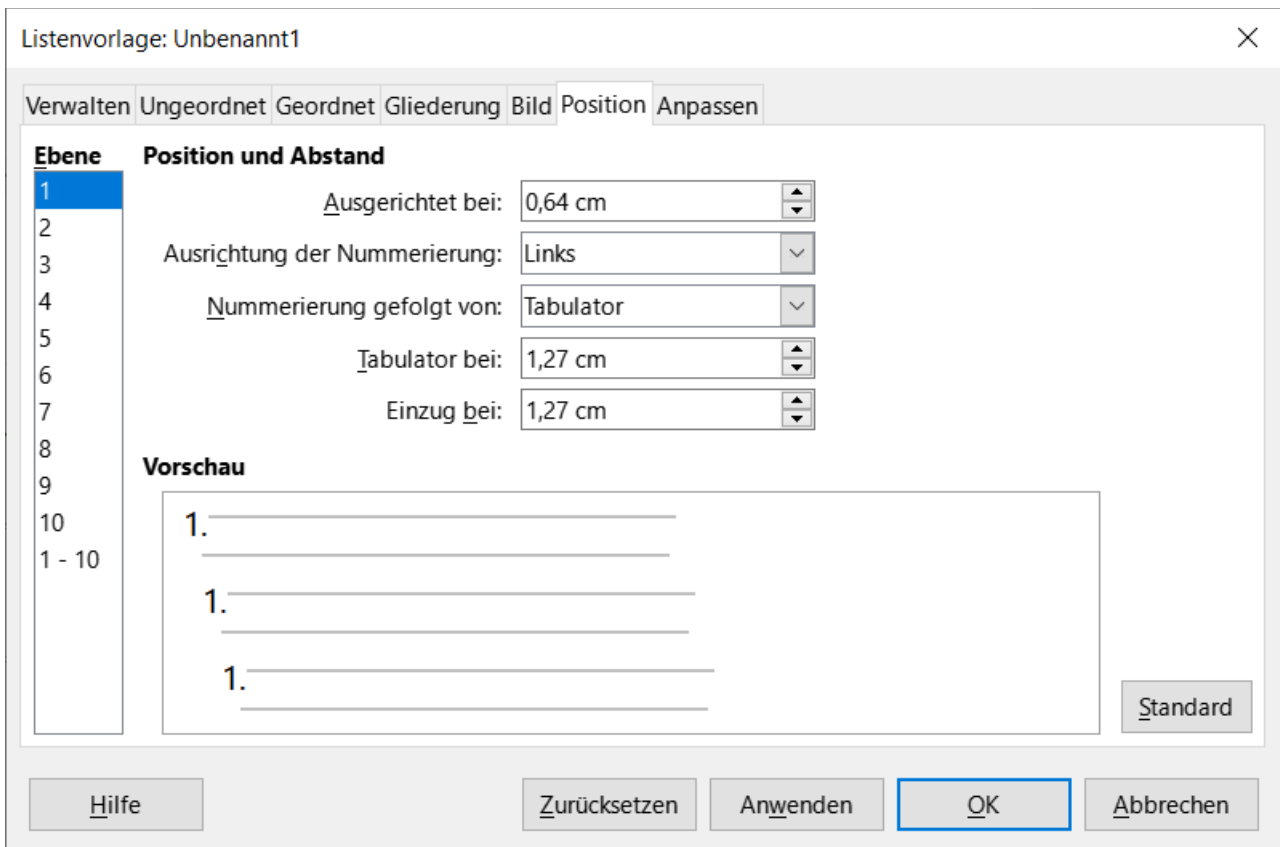 Listenvorlage: Unbenannt1
Verwalten Ungeordnet Geordnet Gliederung Bild Position Anpassen
Ebene
1
2
3
4
5
6
7
8
9
10
1 - 10
Position und Abstand
Ausgerichtet bei: 0,64 cm
Ausrichtung der Nummerierung: Links
Nummerierung gefolgt von: Tabulator
Tabulator bei: 1,27 cm
Einzug bei: 1,27 cm
Vorschau
1.
1.
1.
Standard
Hilfe Zurücksetzen Anwenden OK Abbrechen